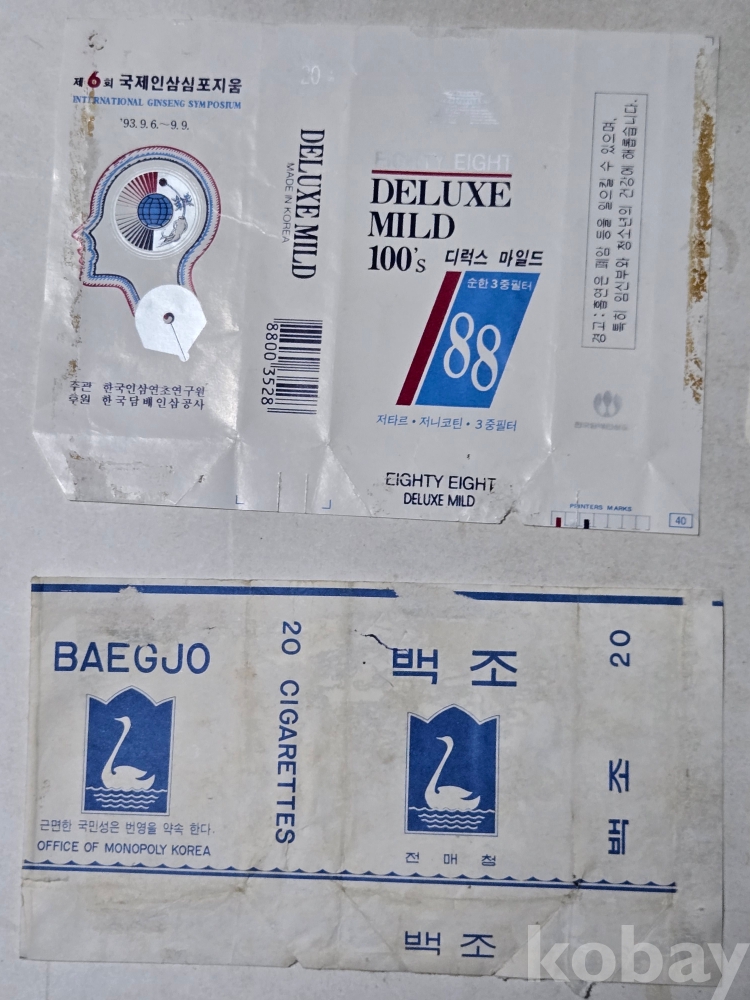 제6회 국제인삼심포지움
INTERNATIONAL GINSENG SYMPOSIUM
'93. 9. 6.~9. 9.
주관 한국인삼연초연구원
후원 한국담배인삼공사
20
DELUXE MILD
MADE IN KOREA
8800 3528
EIGHTY EIGHT
DELUXE
MILD
100's 디럭스 마일드
순한 3중필터
88
저타르·저니코틴·3중필터
EIGHTY EIGHT
DELUXE MILD
경고 : 흡연은 폐암 등을 일으킬 수 있으며,
특히 임신부와 청소년의 건강에 해롭습니다.
PRINTERS MARKS
40
BAEGJO
근면한 국민성은 번영을 약속 한다.
OFFICE OF MONOPOLY KOREA
20 CIGARETTES
백조
전매청
백조
20
백조
kobay